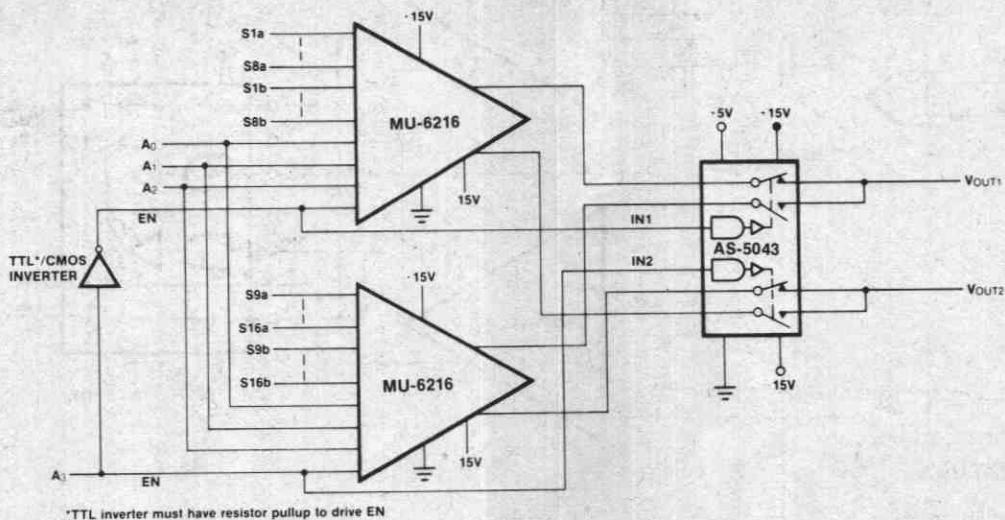 -15V
S1a
S8a
S1b
S8b
MU-6216
A0
A1
A2
15V
EN
TTL*/CMOS
INVERTER
-5V
-15V
VOUT1
IN1
AS-5043
IN2
VOUT2
15V
-15V
S9a
S16a
S9b
S16b
MU-6216
15V
A3
EN
*TTL inverter must have resistor pullup to drive EN